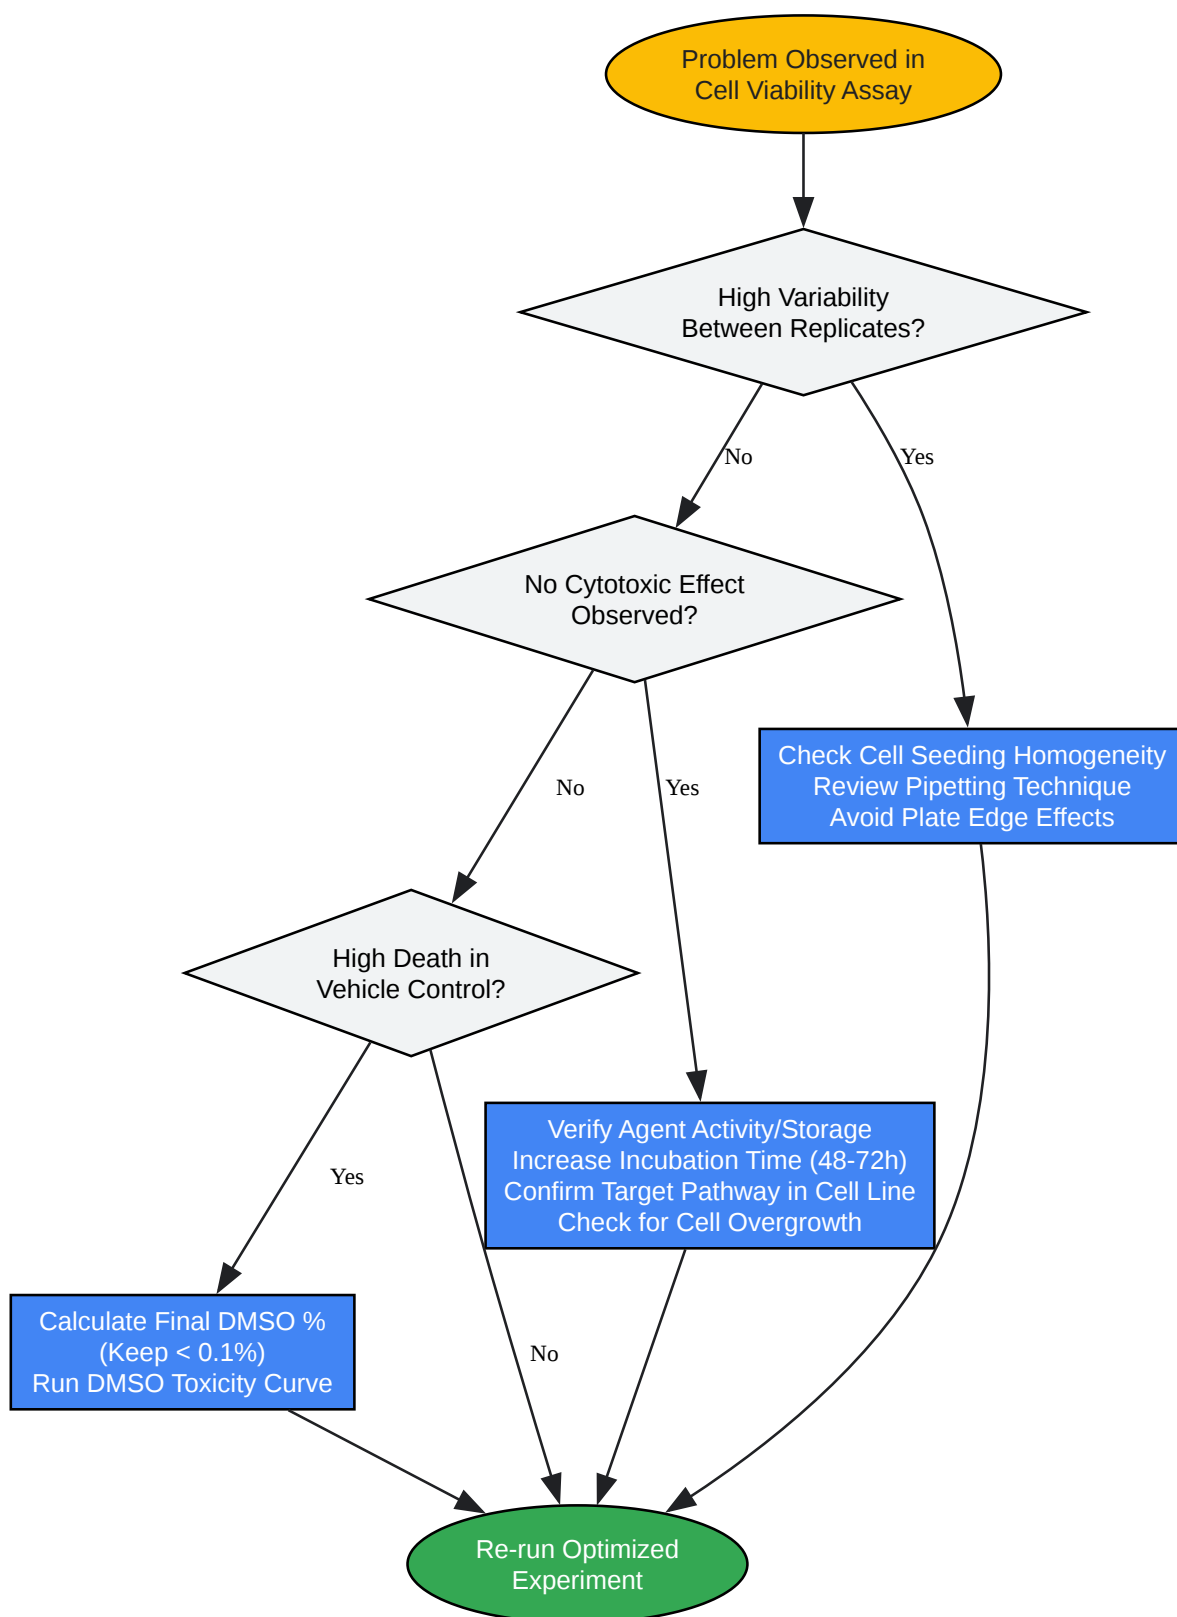 Problem Observed in
Cell Viability Assay
High Variability
Between Replicates?
No
Yes
No Cytotoxic Effect
Observed?
No
Yes
Check Cell Seeding Homogeneity
Review Pipetting Technique
Avoid Plate Edge Effects
High Death in
Vehicle Control?
Verify Agent Activity/Storage
Increase Incubation Time (48-72h)
Confirm Target Pathway in Cell Line
Check for Cell Overgrowth
Yes
No
Calculate Final DMSO %
(Keep < 0.1%)
Run DMSO Toxicity Curve
Re-run Optimized
Experiment